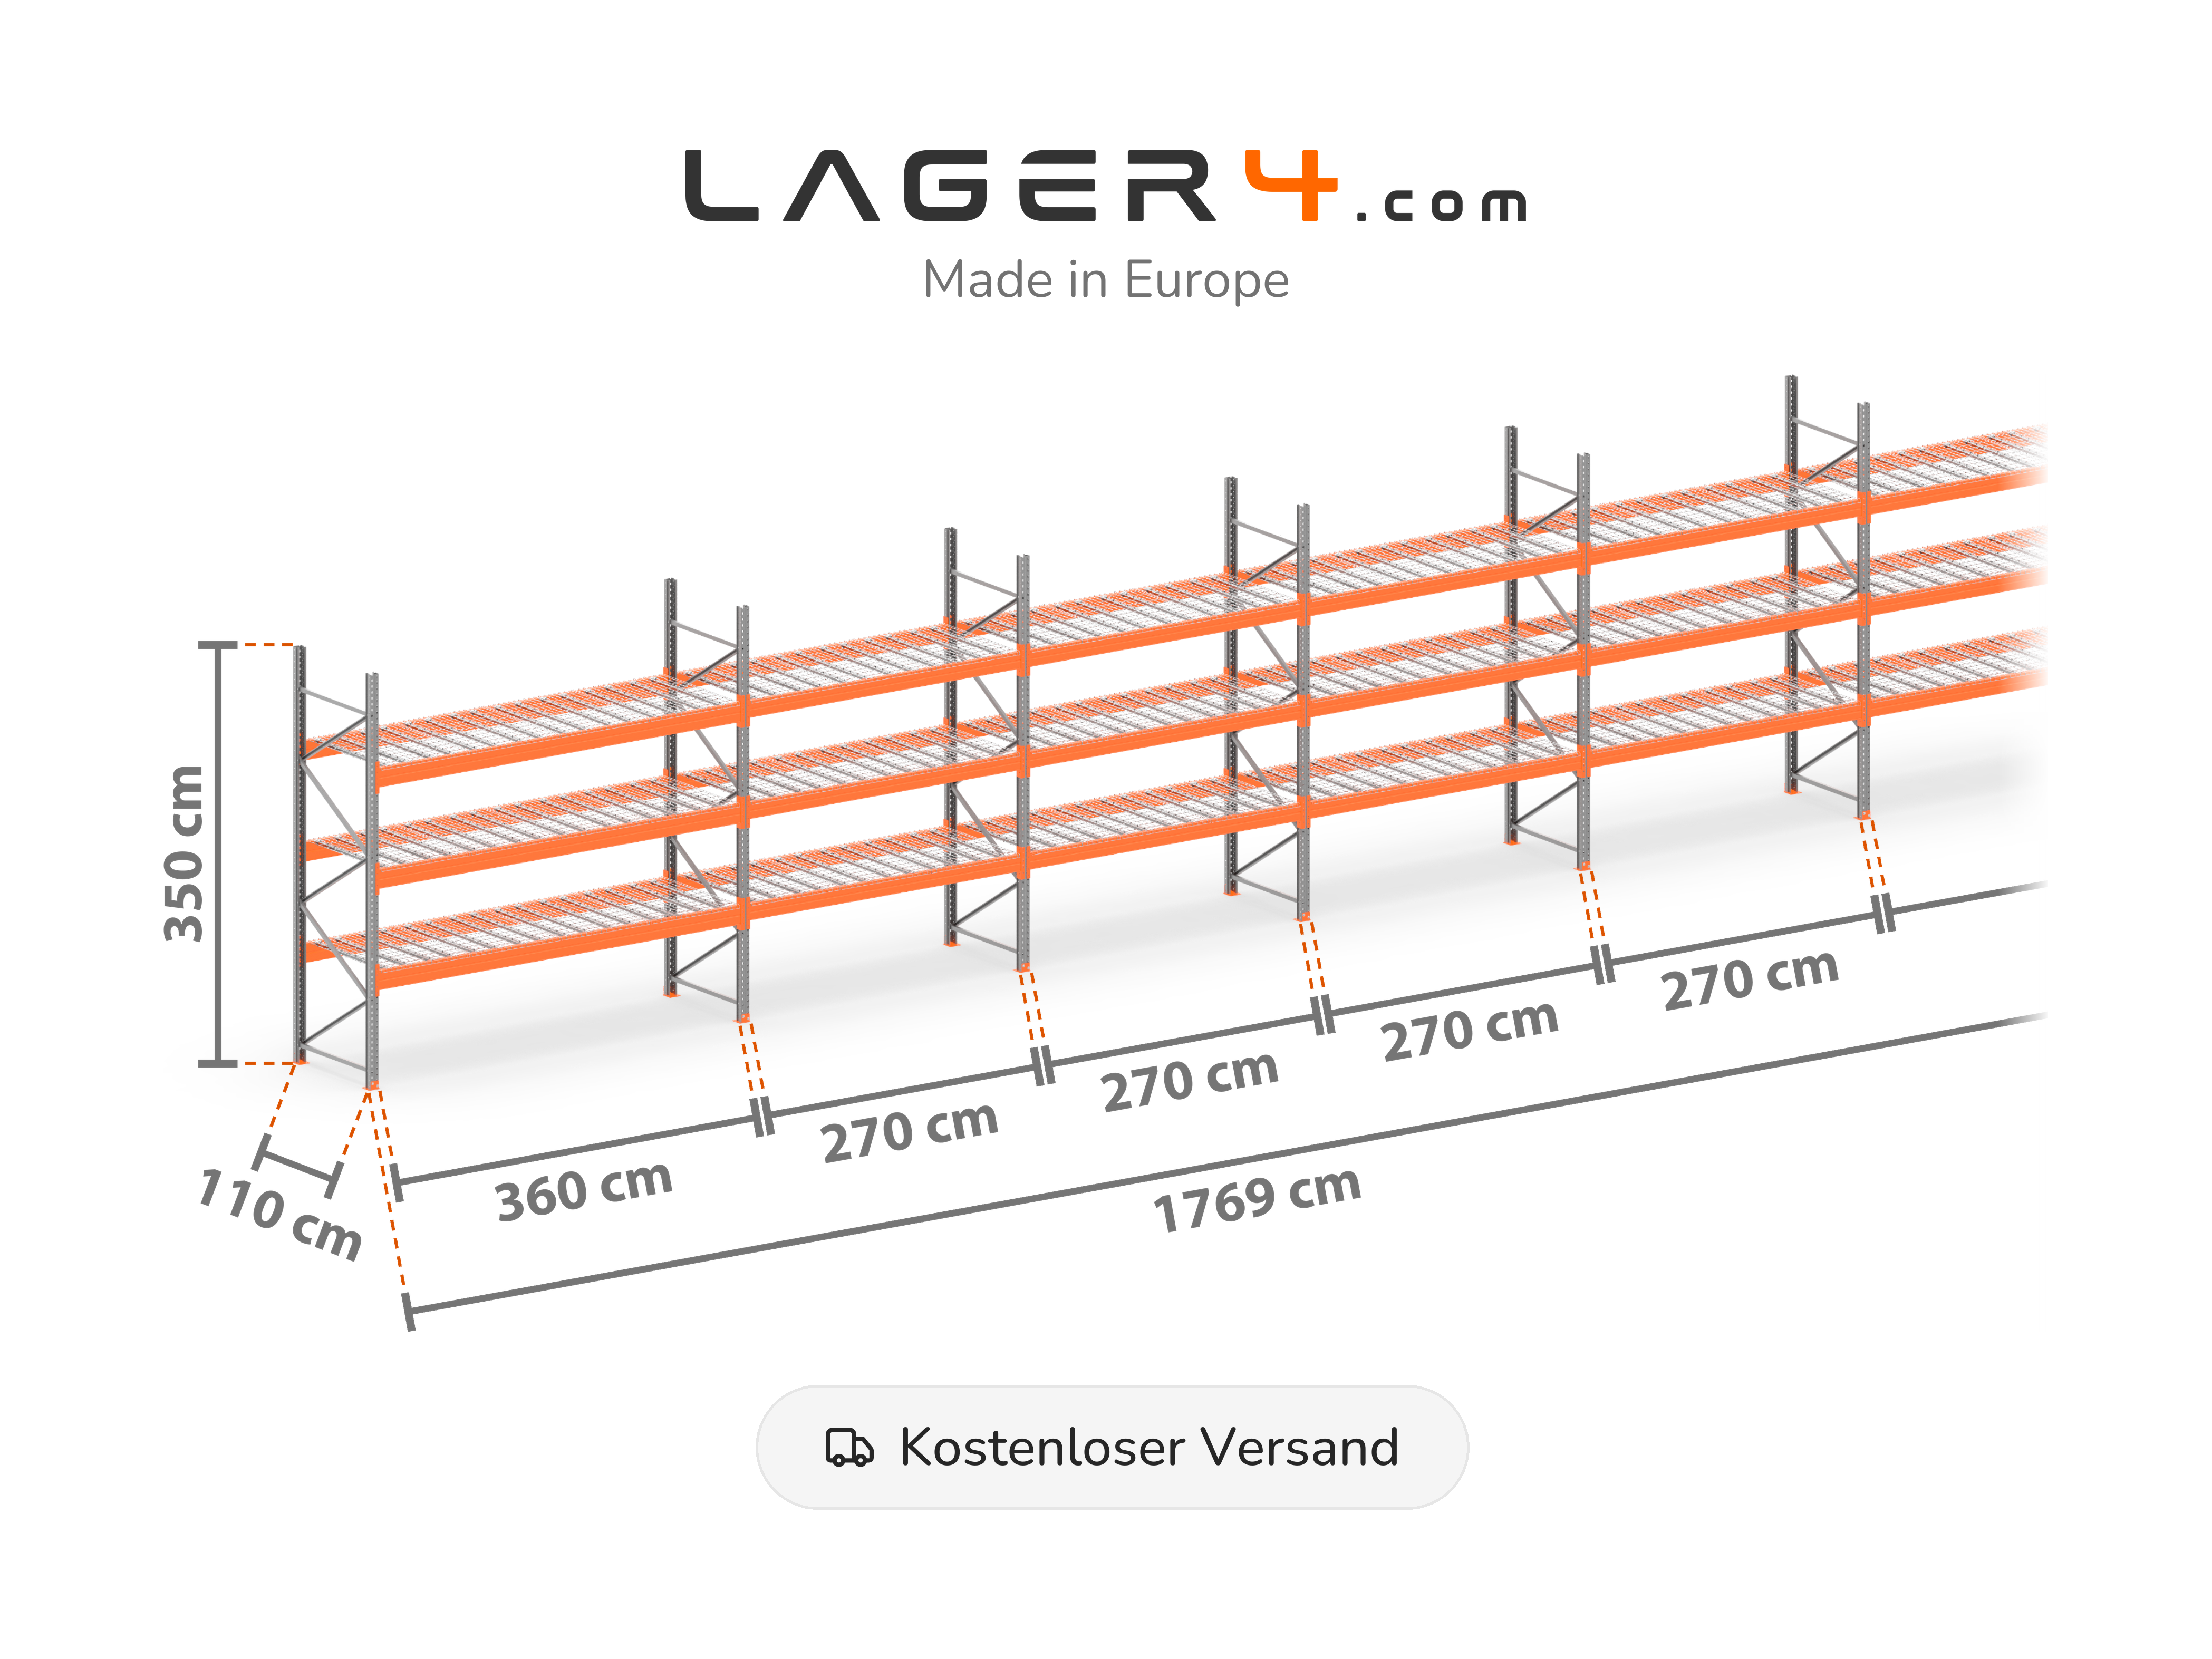 LAGER4.com
Made in Europe
350 cm
110 cm
360 cm
270 cm
270 cm
270 cm
270 cm
1769 cm
Kostenloser Versand